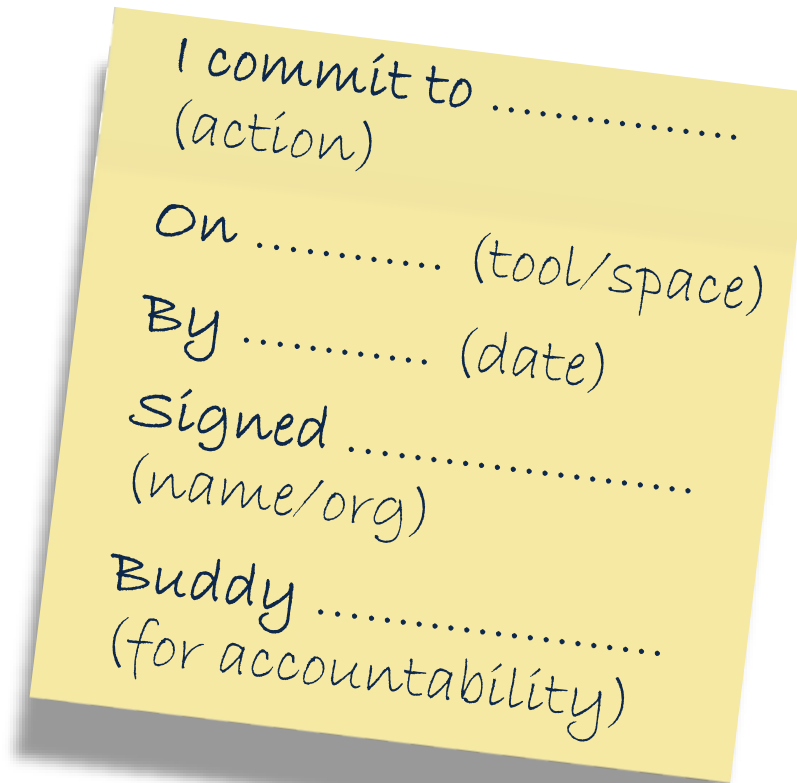 I commit to ...............
(action)
On ............ (tool/space)
By ............ (date)
Signed .....................
(name/org)
Buddy .....................
(for accountability)